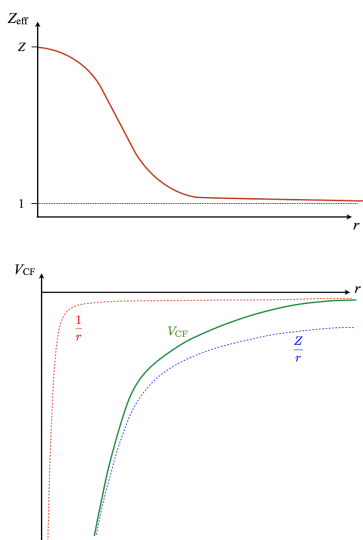 Z_eff
Z
1
r
V_CF
r
1/r
V_CF
Z/r